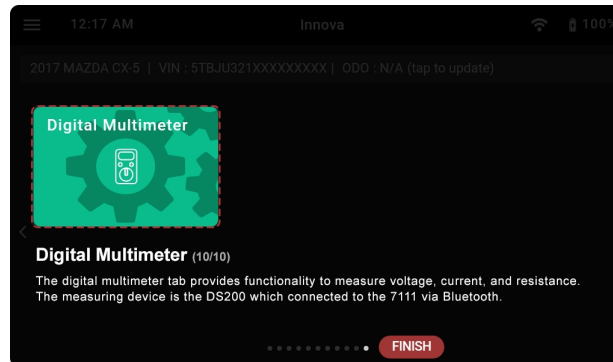 12:17 AM Innova 100%
2017 MAZDA CX-5 | VIN : 5TBJU321XXXXXXXXX | ODO : N/A (tap to update)
Digital Multimeter
Digital Multimeter (10/10)
The digital multimeter tab provides functionality to measure voltage, current, and resistance.
The measuring device is the DS200 which connected to the 7111 via Bluetooth.
FINISH